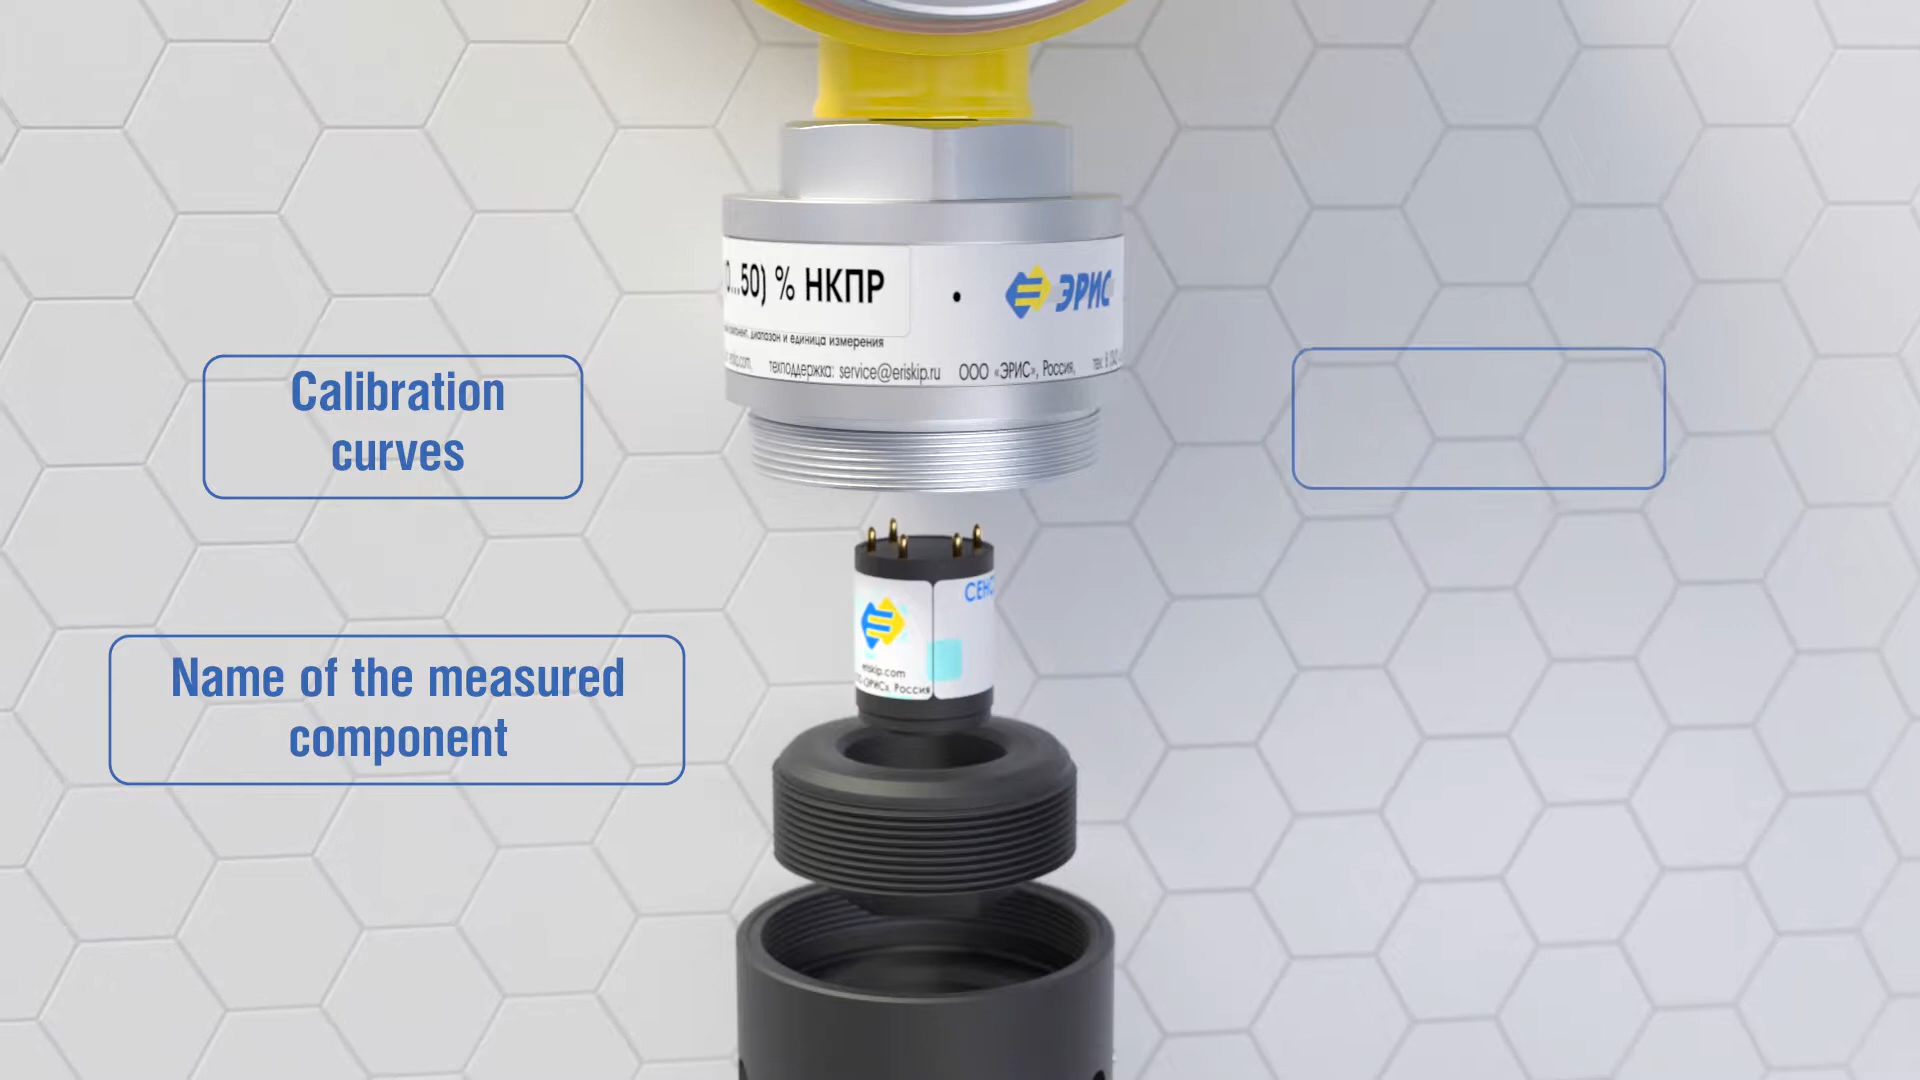 0...50) % НКПР
ЭРИС
диапазон и единица измерения
техподдержка: service@eriskip.ru ООО «ЭРИС», Россия,
Calibration
curves
Name of the measured
component
eriskip.com
Россия